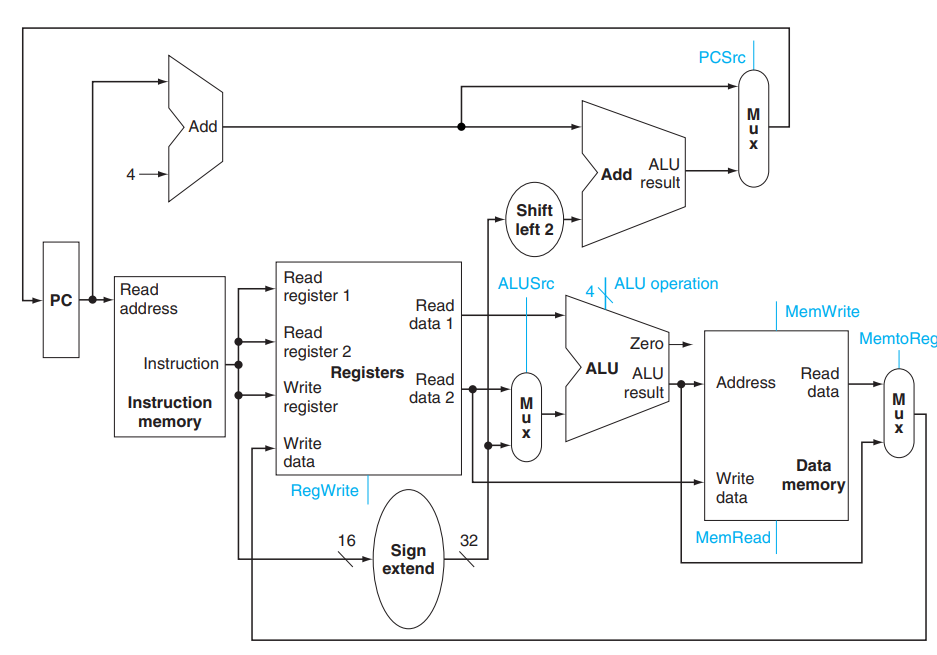 PCSrc
M
u
x
Add
4
Add
ALU
result
Shift
left 2
PC
Read
address
Instruction
Instruction
memory
Read
register 1
Read
register 2
Write
register
Write
data
Registers
Read
data 1
Read
data 2
RegWrite
ALUSrc
M
u
x
4
ALU operation
Zero
ALU
ALU
result
MemWrite
Address
Read
data
Write
data
Data
memory
MemRead
MemtoReg
M
u
x
16
Sign
extend
32